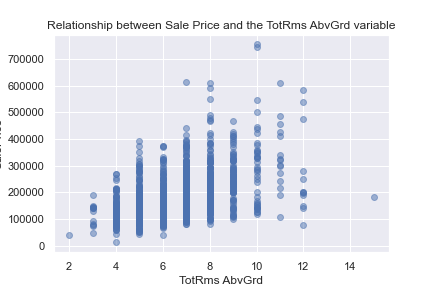 Relationship between Sale Price and the TotRms AbvGrd variable
700000
600000
500000
400000
300000
200000
100000
0
2 4 6 8 10 12 14
TotRms AbvGrd